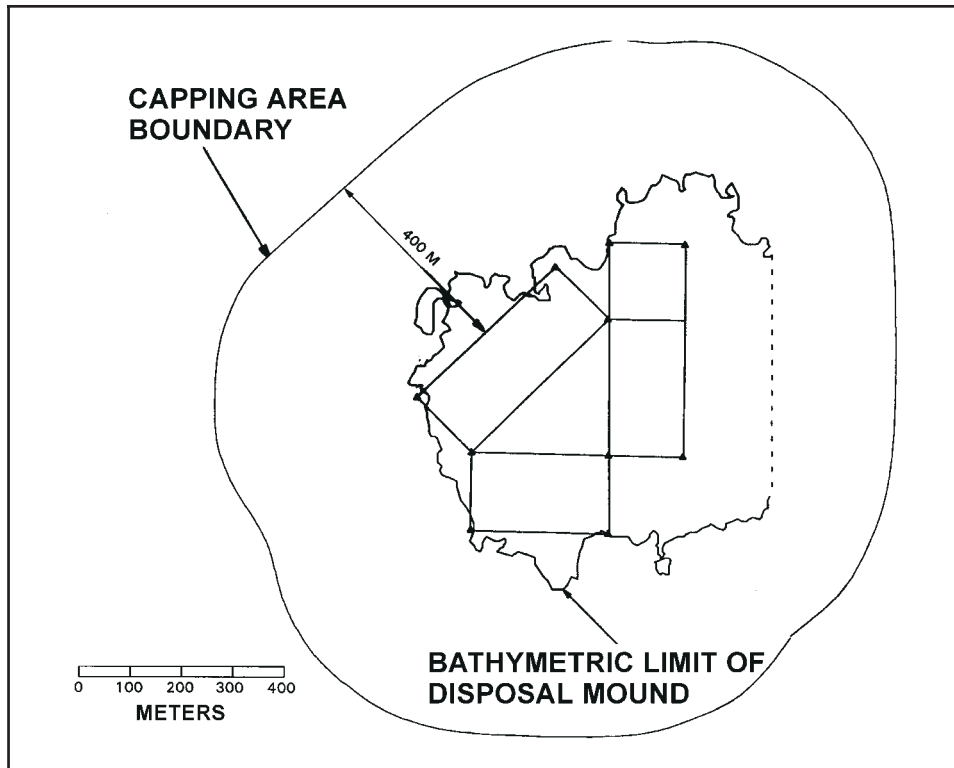 CAPPING AREA
BOUNDARY
400 M
BATHYMETRIC LIMIT OF
DISPOSAL MOUND
0 100 200 300 400
METERS